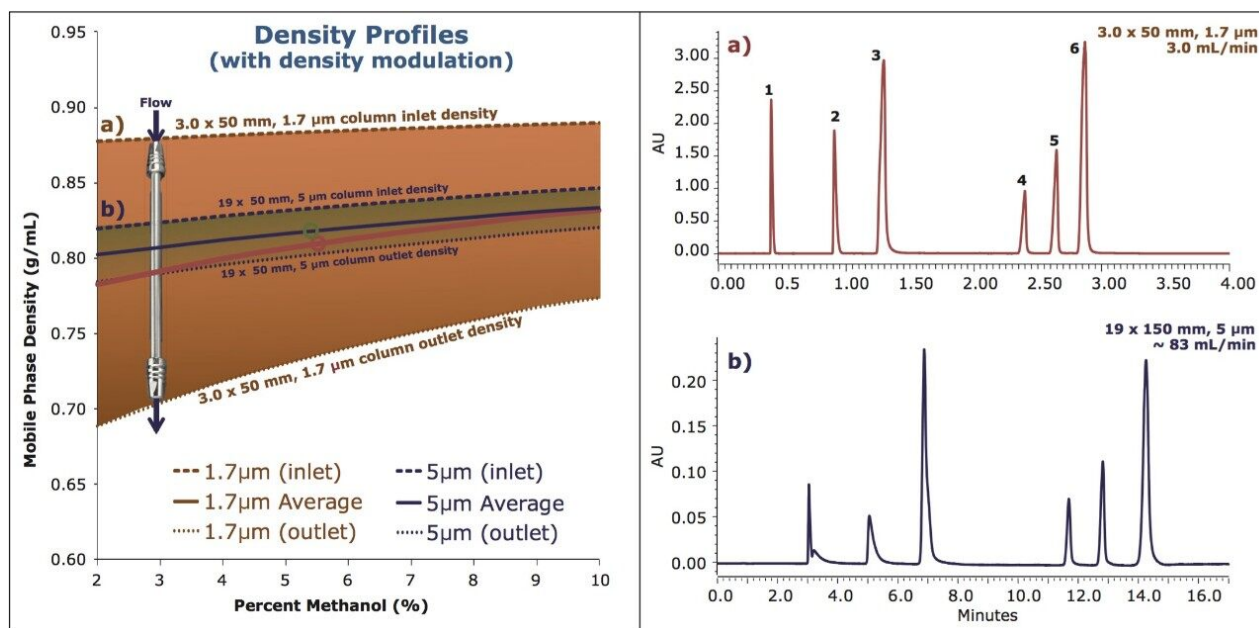 Density Profiles
(with density modulation)
Mobile Phase Density (g/mL)
0.95
0.90
0.85
0.80
0.75
0.70
0.65
0.60
Flow
a)
3.0 x 50 mm, 1.7 µm column inlet density
b)
19 x 50 mm, 5 µm column inlet density
19 x 50 mm, 5 µm column outlet density
3.0 x 50 mm, 1.7 µm column outlet density
1.7µm (inlet)
1.7µm Average
1.7µm (outlet)
5µm (inlet)
5µm Average
5µm (outlet)
2 3 4 5 6 7 8 9 10
Percent Methanol (%)
a)
3.0 x 50 mm, 1.7 µm
3.0 mL/min
AU
3.00
2.50
2.00
1.50
1.00
0.50
0.00
1
2
3
4
5
6
0.00 0.5 1.00 1.50 2.00 2.50 3.00 3.50 4.00
b)
19 x 150 mm, 5 µm
~ 83 mL/min
AU
0.20
0.15
0.10
0.05
0.00
0.0 2.0 4.0 6.0 8.0 10.0 12.0 14.0 16.0
Minutes